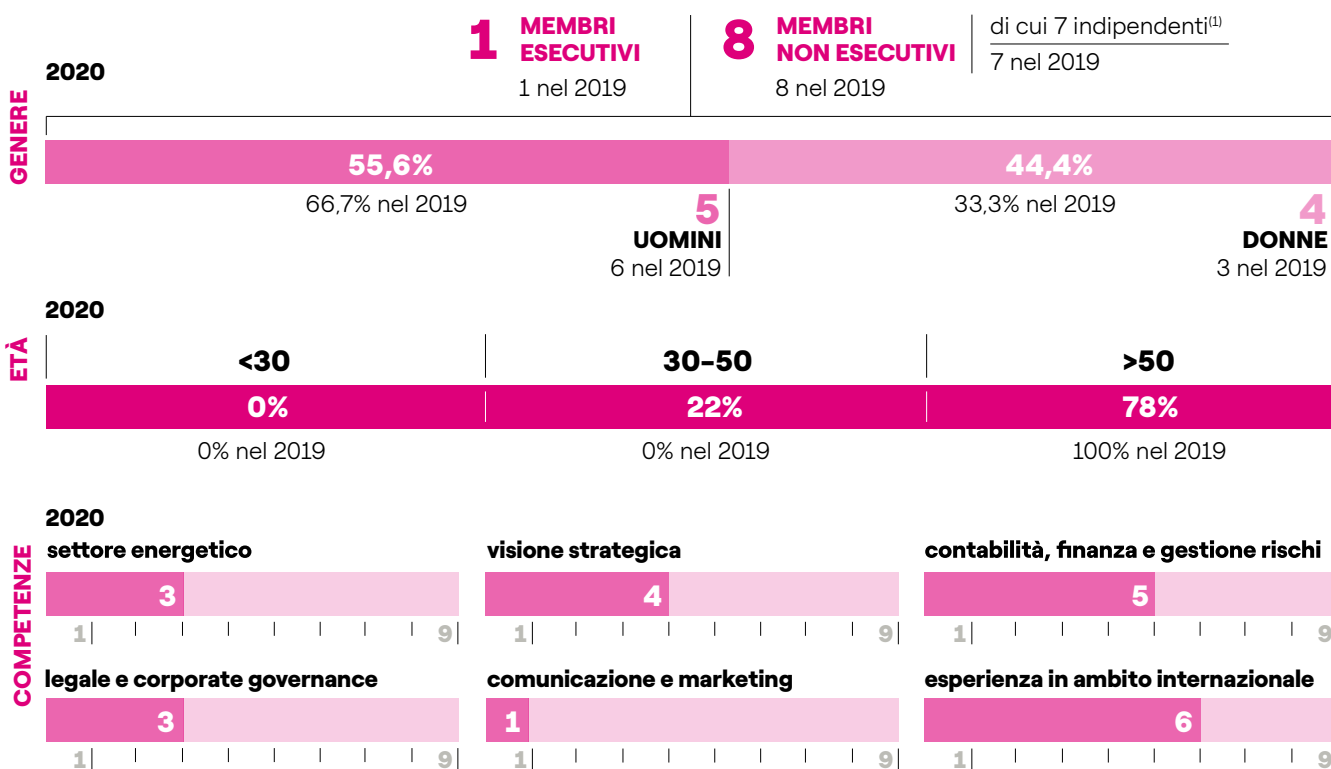 1 MEMBRI ESECUTIVI
1 nel 2019
8 MEMBRI NON ESECUTIVI
8 nel 2019
di cui 7 indipendenti(1)
7 nel 2019
GENERE
2020
55,6%
66,7% nel 2019
5
UOMINI
6 nel 2019
44,4%
33,3% nel 2019
4
DONNE
3 nel 2019
ETÀ
2020
<30
30-50
>50
0%
22%
78%
0% nel 2019
0% nel 2019
100% nel 2019
COMPETENZE
2020
settore energetico
3
1 9
visione strategica
4
1 9
contabilità, finanza e gestione rischi
5
1 9
legale e corporate governance
3
1 9
comunicazione e marketing
1
1 9
esperienza in ambito internazionale
6
1 9